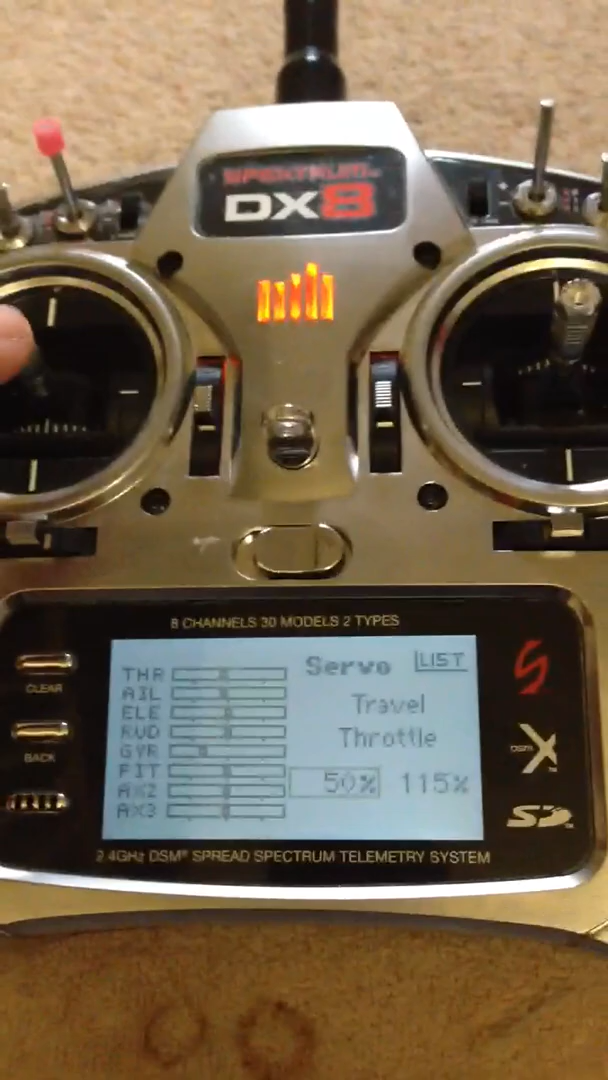 SPEKTRUM
DX8
8 CHANNELS 30 MODELS 2 TYPES
CLEAR
BACK
THR
AIL
ELE
RUD
GYR
PIT
AX2
AX3
Servo LIST
Travel
Throttle
50% 115%
DSM X
SD
2.4GHz DSM® SPREAD SPECTRUM TELEMETRY SYSTEM